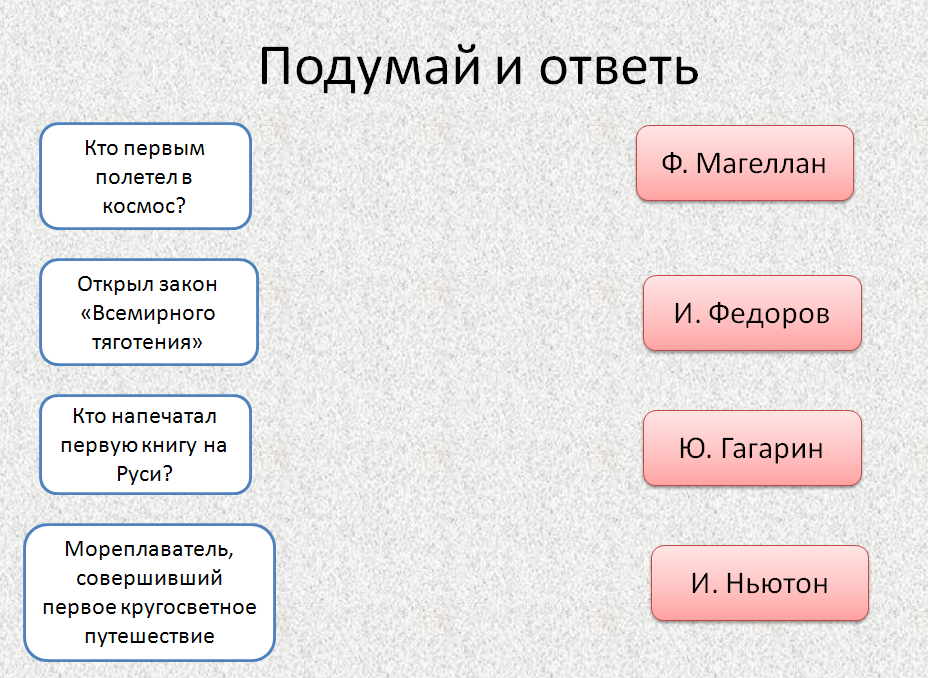 Подумай и ответь
Кто первым
полетел в
космос?
Ф. Магеллан
Открыл закон
«Всемирного
тяготения»
И. Федоров
Кто напечатал
первую книгу на
Руси?
Ю. Гагарин
Мореплаватель,
совершивший
первое кругосветное
путешествие
И. Ньютон